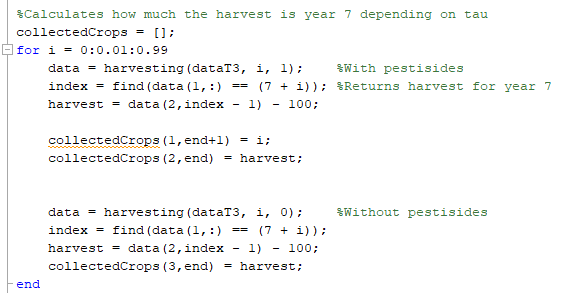 %Calculates how much the harvest is year 7 depending on tau
collectedCrops = [];
for i = 0:0.01:0.99
data = harvesting(dataT3, i, 1); %With pestisides
index = find(data(1,:) == (7 + i)); %Returns harvest for year 7
harvest = data(2,index - 1) - 100;
collectedCrops(1,end+1) = i;
collectedCrops(2,end) = harvest;
data = harvesting(dataT3, i, 0); %Without pestisides
index = find(data(1,:) == (7 + i));
harvest = data(2,index - 1) - 100;
collectedCrops(3,end) = harvest;
end